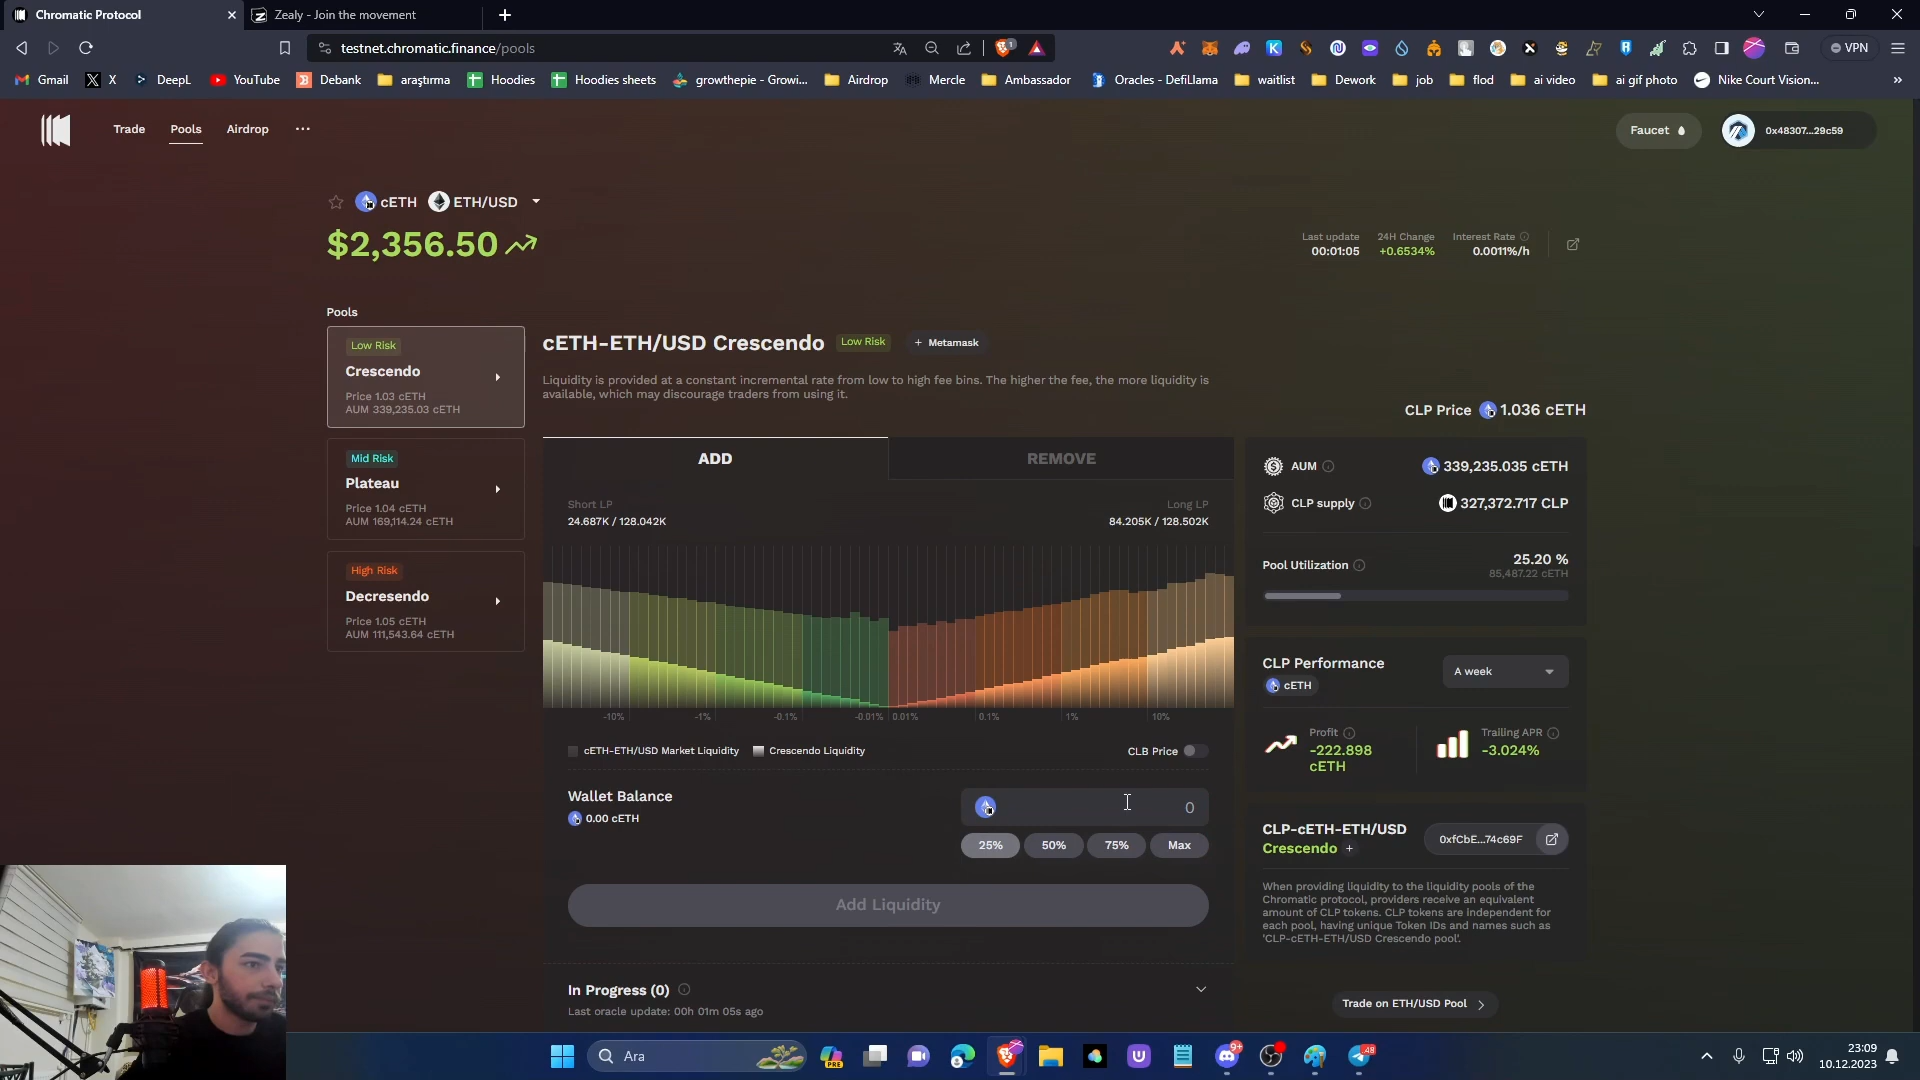 Chromatic Protocol
Zealy - Join the movement
testnet.chromatic.finance/pools
1
VPN
Gmail
X
DeepL
YouTube
Debank
araştırma
Hoodies
Hoodies sheets
growthepie - Growi...
Airdrop
Mercle
Ambassador
Oracles - DefiLlama
waitlist
Dework
job
flod
ai video
ai gif photo
Nike Court Vision...
Trade
Pools
Airdrop
Faucet
0x48307...29c59
cETH
ETH/USD
$2,356.50
Last update
00:01:05
24H Change
+0.6534%
Interest Rate
0.0011%/h
Pools
Low Risk
Crescendo
Price 1.03 cETH
AUM 339,235.03 cETH
Mid Risk
Plateau
Price 1.04 cETH
AUM 169,114.24 cETH
High Risk
Decresendo
Price 1.05 cETH
AUM 111,543.64 cETH
cETH-ETH/USD Crescendo
Low Risk
+ Metamask
Liquidity is provided at a constant incremental rate from low to high fee bins. The higher the fee, the more liquidity is
available, which may discourage traders from using it.
CLP Price 1.036 cETH
ADD
REMOVE
Short LP
24.687K / 128.042K
Long LP
84.205K / 128.502K
-10%
-1%
-0.1%
-0.01%
0.01%
0.1%
1%
10%
cETH-ETH/USD Market Liquidity
Crescendo Liquidity
CLB Price
Wallet Balance
0.00 cETH
0
25%
50%
75%
Max
Add Liquidity
In Progress (0)
Last oracle update: 00h 01m 05s ago
AUM
339,235.035 cETH
CLP supply
327,372.717 CLP
Pool Utilization
25.20 %
85,487.22 cETH
CLP Performance
cETH
A week
Profit
-222.898
cETH
Trailing APR
-3.024%
CLP-cETH-ETH/USD
Crescendo +
0xfCbE...74c69F
When providing liquidity to the liquidity pools of the
Chromatic protocol, providers receive an equivalent
amount of CLP tokens. CLP tokens are independent for
each pool, having unique Token IDs and names such as
'CLP-cETH-ETH/USD Crescendo pool'.
Trade on ETH/USD Pool
Ara
PRE
9+
48
23:09
10.12.2023